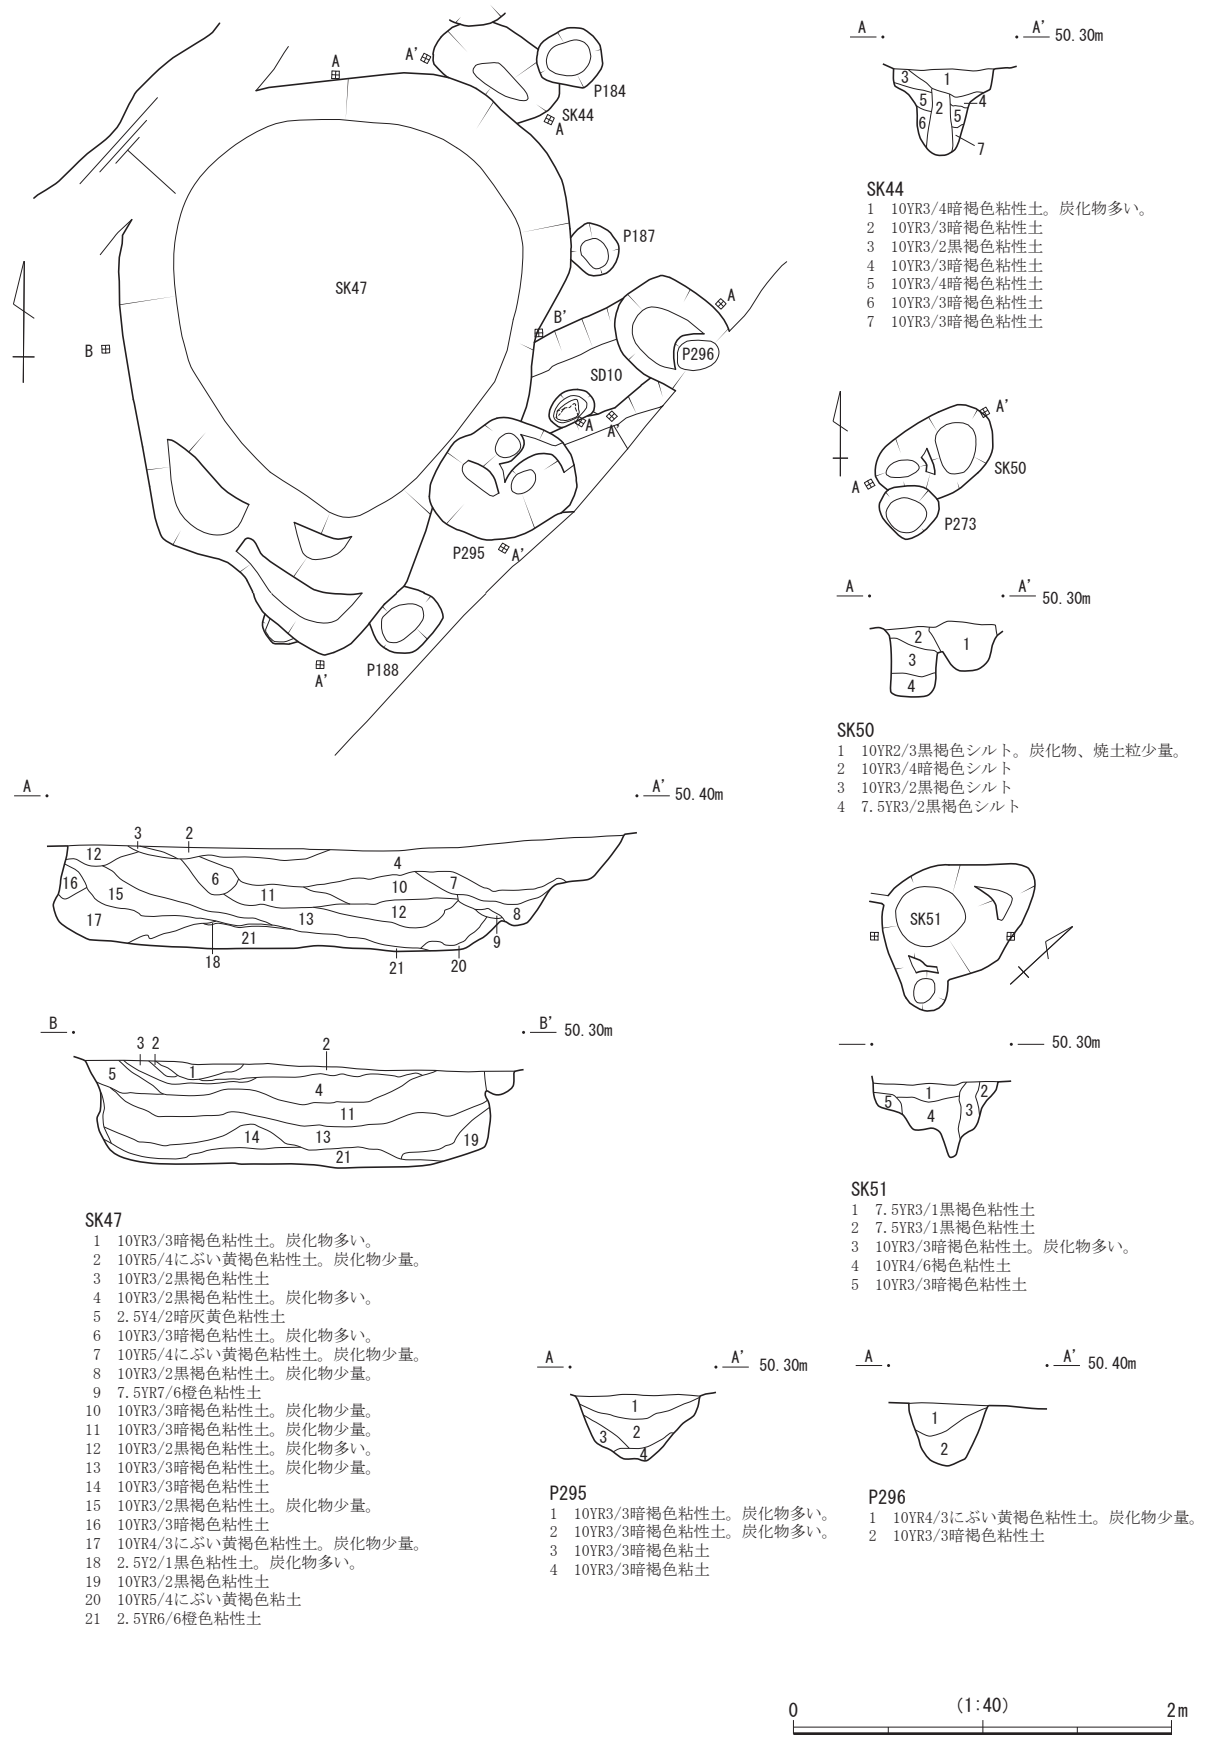 A
A'
P184
SK44
A
P187
SK47
B'
A
B
P296
SD10
A
A'
P295
A'
P188
A'
A
A' 50.30m
3
1
5
2
4
6
5
7
SK44
1 10YR3/4暗褐色粘性土。炭化物多い。
2 10YR3/3暗褐色粘性土
3 10YR3/2黒褐色粘性土
4 10YR3/3暗褐色粘性土
5 10YR3/4暗褐色粘性土
6 10YR3/3暗褐色粘性土
7 10YR3/3暗褐色粘性土
A'
SK50
A
P273
A
A' 50.30m
2
1
3
4
SK50
1 10YR2/3黒褐色シルト。炭化物、焼土粒少量。
2 10YR3/4暗褐色シルト
3 10YR3/2黒褐色シルト
4 7.5YR3/2黒褐色シルト
A
A' 50.40m
3
2
12
4
16
15
6
11
10
7
17
13
12
8
21
9
18
21
20
B
B' 50.30m
3 2
2
5
1
4
11
14
13
19
21
SK51
50.30m
1
2
5
4
3
SK51
1 7.5YR3/1黒褐色粘性土
2 7.5YR3/1黒褐色粘性土
3 10YR3/3暗褐色粘性土。炭化物多い。
4 10YR4/6褐色粘性土
5 10YR3/3暗褐色粘性土
SK47
1 10YR3/3暗褐色粘性土。炭化物多い。
2 10YR5/4にぶい黄褐色粘性土。炭化物少量。
3 10YR3/2黒褐色粘性土
4 10YR3/2黒褐色粘性土。炭化物多い。
5 2.5Y4/2暗灰黄色粘性土
6 10YR3/3暗褐色粘性土。炭化物多い。
7 10YR5/4にぶい黄褐色粘性土。炭化物少量。
8 10YR3/2黒褐色粘性土。炭化物少量。
9 7.5YR7/6橙色粘性土
10 10YR3/3暗褐色粘性土。炭化物少量。
11 10YR3/3暗褐色粘性土。炭化物少量。
12 10YR3/2黒褐色粘性土。炭化物多い。
13 10YR3/3暗褐色粘性土。炭化物少量。
14 10YR3/3暗褐色粘性土
15 10YR3/2黒褐色粘性土。炭化物少量。
16 10YR3/3暗褐色粘性土
17 10YR4/3にぶい黄褐色粘性土。炭化物少量。
18 2.5Y2/1黒色粘性土。炭化物多い。
19 10YR3/2黒褐色粘性土
20 10YR5/4にぶい黄褐色粘土
21 2.5YR6/6橙色粘性土
A
A' 50.30m
1
2
3
4
P295
1 10YR3/3暗褐色粘性土。炭化物多い。
2 10YR3/3暗褐色粘性土。炭化物多い。
3 10YR3/3暗褐色粘土
4 10YR3/3暗褐色粘土
A
A' 50.40m
1
2
P296
1 10YR4/3にぶい黄褐色粘性土。炭化物少量。
2 10YR3/3暗褐色粘性土
0
(1:40)
2m